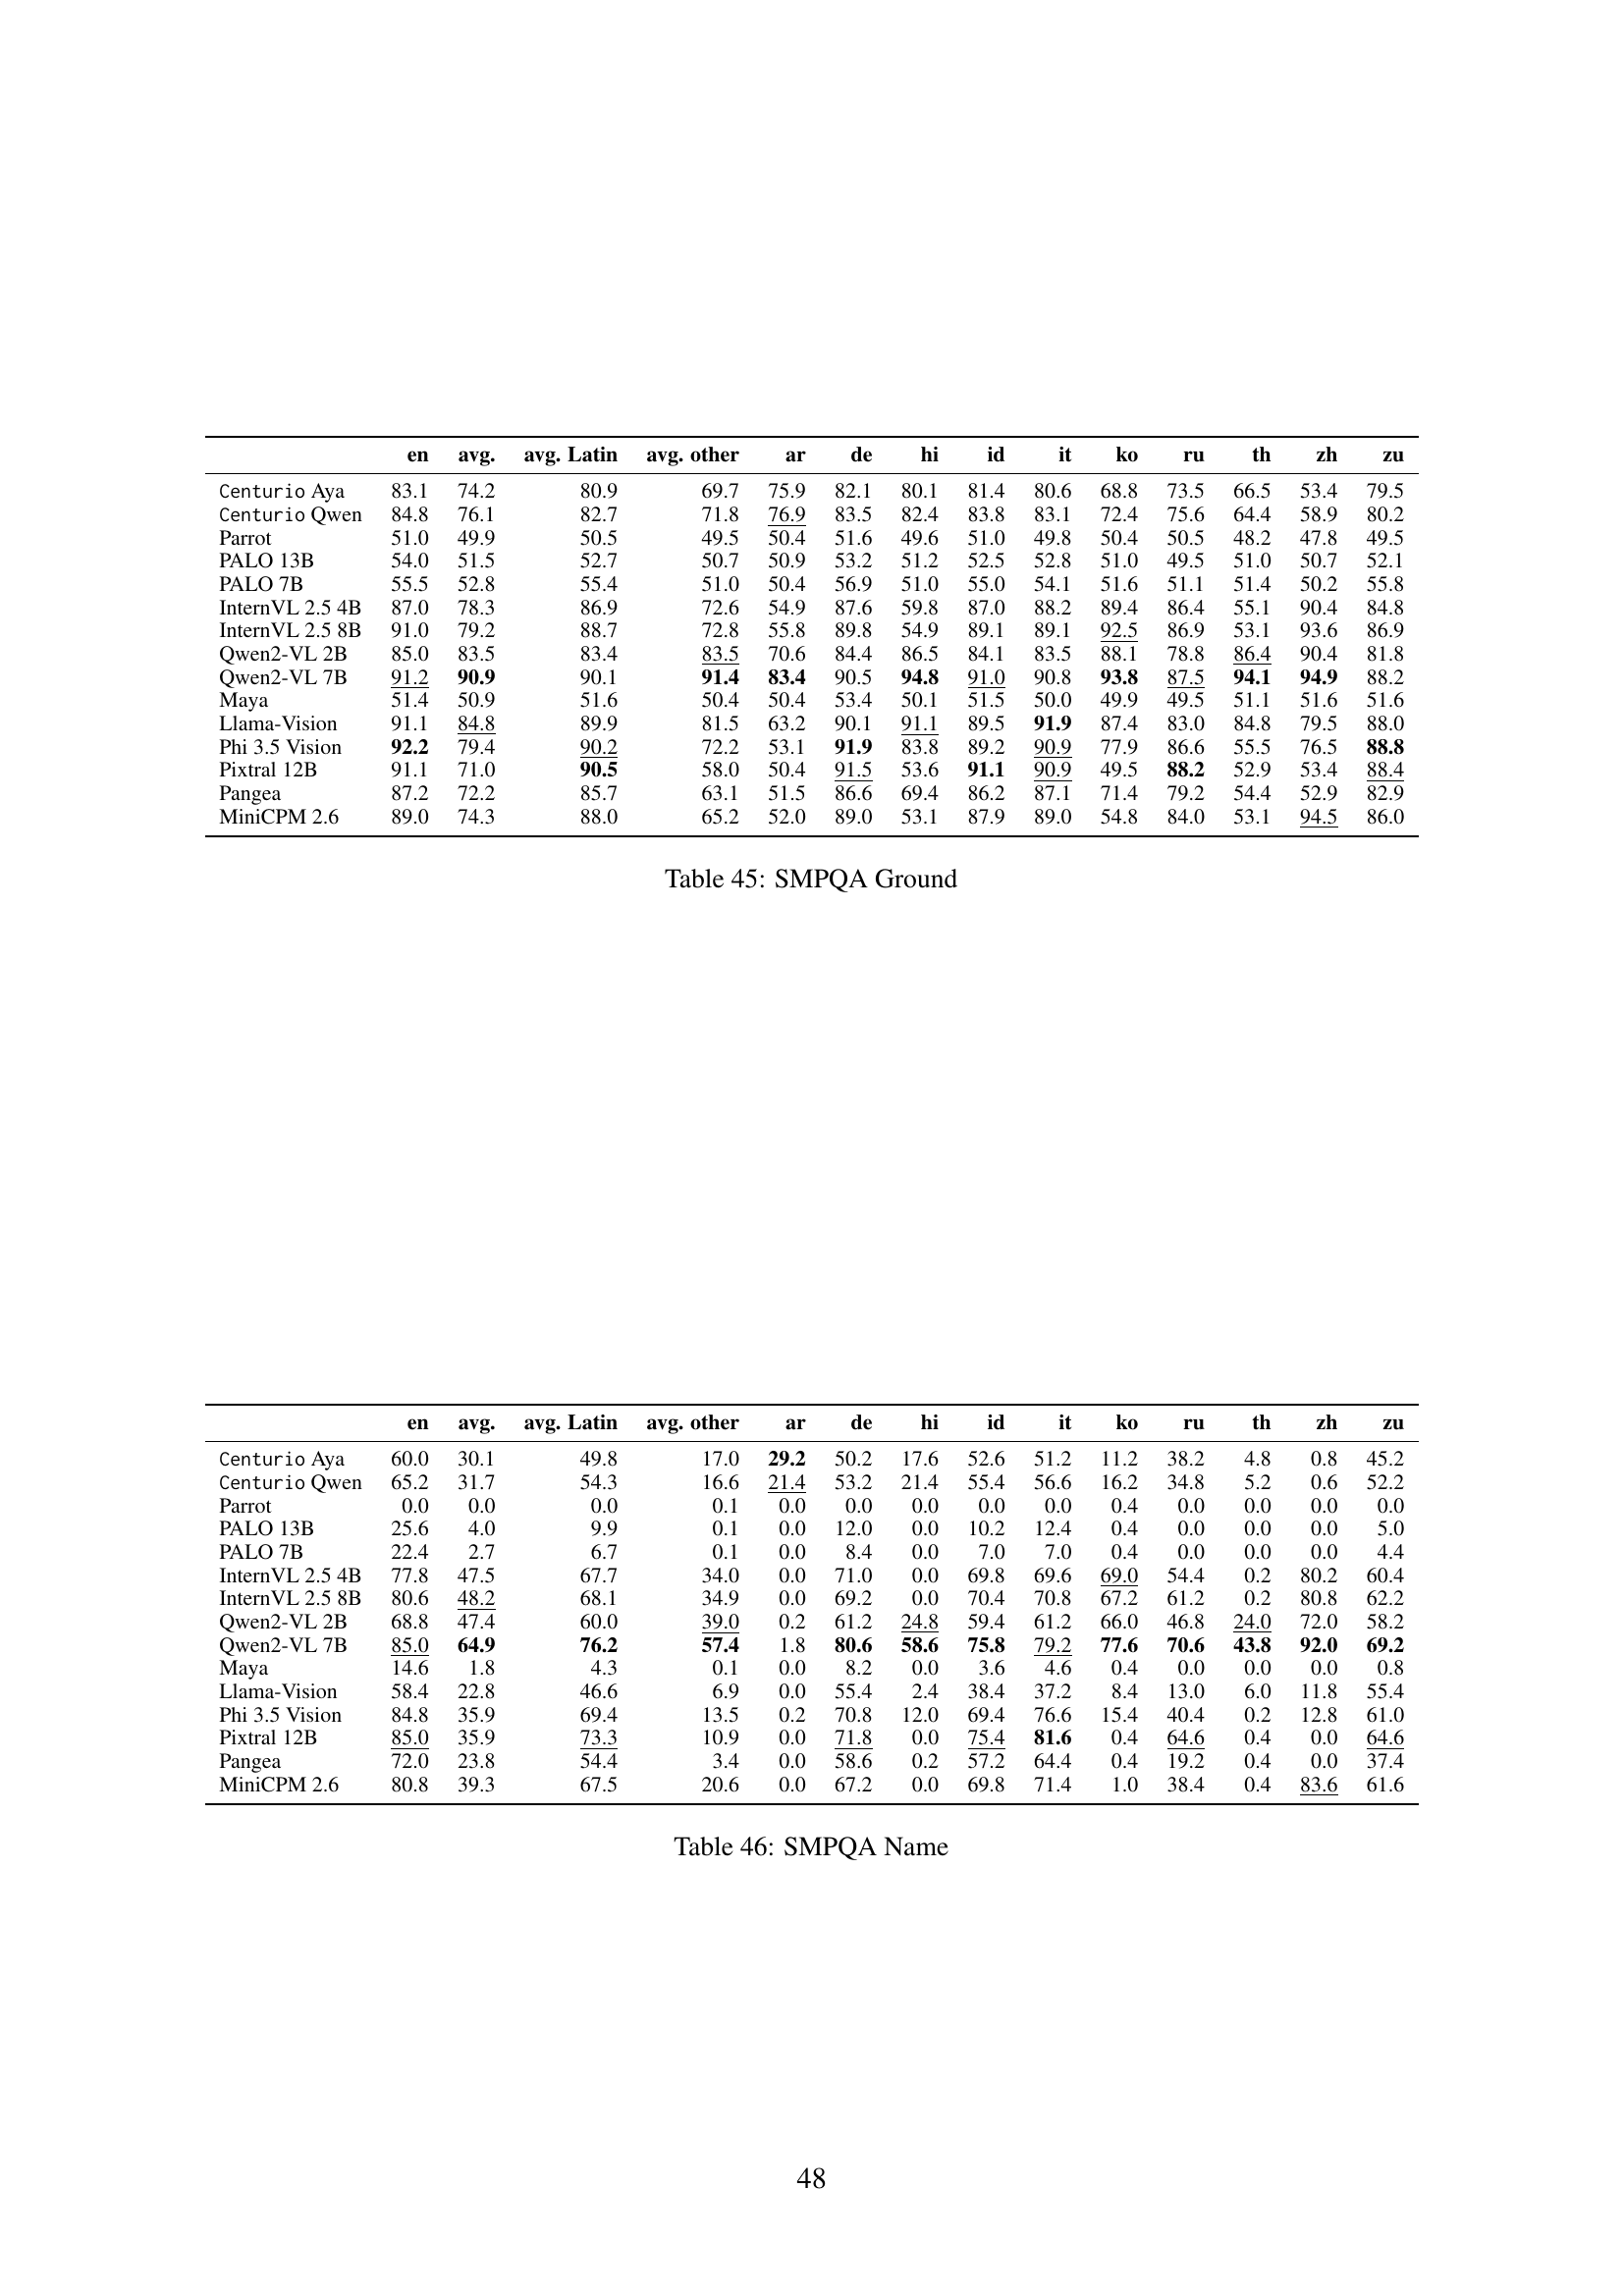 en avg. avg. Latin avg. other ar de hi id it ko ru th zh zu
Centurio Aya 83.1 74.2 80.9 69.7 75.9 82.1 80.1 81.4 80.6 68.8 73.5 66.5 53.4 79.5
Centurio Qwen 84.8 76.1 82.7 71.8 76.9 83.5 82.4 83.8 83.1 72.4 75.6 64.4 58.9 80.2
Parrot 51.0 49.9 50.5 49.5 50.4 51.6 49.6 51.0 49.8 50.4 50.5 48.2 47.8 49.5
PALO 13B 54.0 51.5 52.7 50.7 50.9 53.2 51.2 52.5 52.8 51.0 49.5 51.0 50.7 52.1
PALO 7B 55.5 52.8 55.4 51.0 50.4 56.9 51.0 55.0 54.1 51.6 51.1 51.4 50.2 55.8
InternVL 2.5 4B 87.0 78.3 86.9 72.6 54.9 87.6 59.8 87.0 88.2 89.4 86.4 55.1 90.4 84.8
InternVL 2.5 8B 91.0 79.2 88.7 72.8 55.8 89.8 54.9 89.1 89.1 92.5 86.9 53.1 93.6 86.9
Qwen2-VL 2B 85.0 83.5 83.4 83.5 70.6 84.4 86.5 84.1 83.5 88.1 78.8 86.4 90.4 81.8
Qwen2-VL 7B 91.2 90.9 90.1 91.4 83.4 90.5 94.8 91.0 90.8 93.8 87.5 94.1 94.9 88.2
Maya 51.4 50.9 51.6 50.4 50.4 53.4 50.1 51.5 50.0 49.9 49.5 51.1 51.6 51.6
Llama-Vision 91.1 84.8 89.9 81.5 63.2 90.1 91.1 89.5 91.9 87.4 83.0 84.8 79.5 88.0
Phi 3.5 Vision 92.2 79.4 90.2 72.2 53.1 91.9 83.8 89.2 90.9 77.9 86.6 55.5 76.5 88.8
Pixtral 12B 91.1 71.0 90.5 58.0 50.4 91.5 53.6 91.1 90.9 49.5 88.2 52.9 53.4 88.4
Pangea 87.2 72.2 85.7 63.1 51.5 86.6 69.4 86.2 87.1 71.4 79.2 54.4 52.9 82.9
MiniCPM 2.6 89.0 74.3 88.0 65.2 52.0 89.0 53.1 87.9 89.0 54.8 84.0 53.1 94.5 86.0
Table 45: SMPQA Ground
en avg. avg. Latin avg. other ar de hi id it ko ru th zh zu
Centurio Aya 60.0 30.1 49.8 17.0 29.2 50.2 17.6 52.6 51.2 11.2 38.2 4.8 0.8 45.2
Centurio Qwen 65.2 31.7 54.3 16.6 21.4 53.2 21.4 55.4 56.6 16.2 34.8 5.2 0.6 52.2
Parrot 0.0 0.0 0.0 0.1 0.0 0.0 0.0 0.0 0.0 0.4 0.0 0.0 0.0 0.0
PALO 13B 25.6 4.0 9.9 0.1 0.0 12.0 0.0 10.2 12.4 0.4 0.0 0.0 0.0 5.0
PALO 7B 22.4 2.7 6.7 0.1 0.0 8.4 0.0 7.0 7.0 0.4 0.0 0.0 0.0 4.4
InternVL 2.5 4B 77.8 47.5 67.7 34.0 0.0 71.0 0.0 69.8 69.6 69.0 54.4 0.2 80.2 60.4
InternVL 2.5 8B 80.6 48.2 68.1 34.9 0.0 69.2 0.0 70.4 70.8 67.2 61.2 0.2 80.8 62.2
Qwen2-VL 2B 68.8 47.4 60.0 39.0 0.2 61.2 24.8 59.4 61.2 66.0 46.8 24.0 72.0 58.2
Qwen2-VL 7B 85.0 64.9 76.2 57.4 1.8 80.6 58.6 75.8 79.2 77.6 70.6 43.8 92.0 69.2
Maya 14.6 1.8 4.3 0.1 0.0 8.2 0.0 3.6 4.6 0.4 0.0 0.0 0.0 0.8
Llama-Vision 58.4 22.8 46.6 6.9 0.0 55.4 2.4 38.4 37.2 8.4 13.0 6.0 11.8 55.4
Phi 3.5 Vision 84.8 35.9 69.4 13.5 0.2 70.8 12.0 69.4 76.6 15.4 40.4 0.2 12.8 61.0
Pixtral 12B 85.0 35.9 73.3 10.9 0.0 71.8 0.0 75.4 81.6 0.4 64.6 0.4 0.0 64.6
Pangea 72.0 23.8 54.4 3.4 0.0 58.6 0.2 57.2 64.4 0.4 19.2 0.4 0.0 37.4
MiniCPM 2.6 80.8 39.3 67.5 20.6 0.0 67.2 0.0 69.8 71.4 1.0 38.4 0.4 83.6 61.6
Table 46: SMPQA Name
48